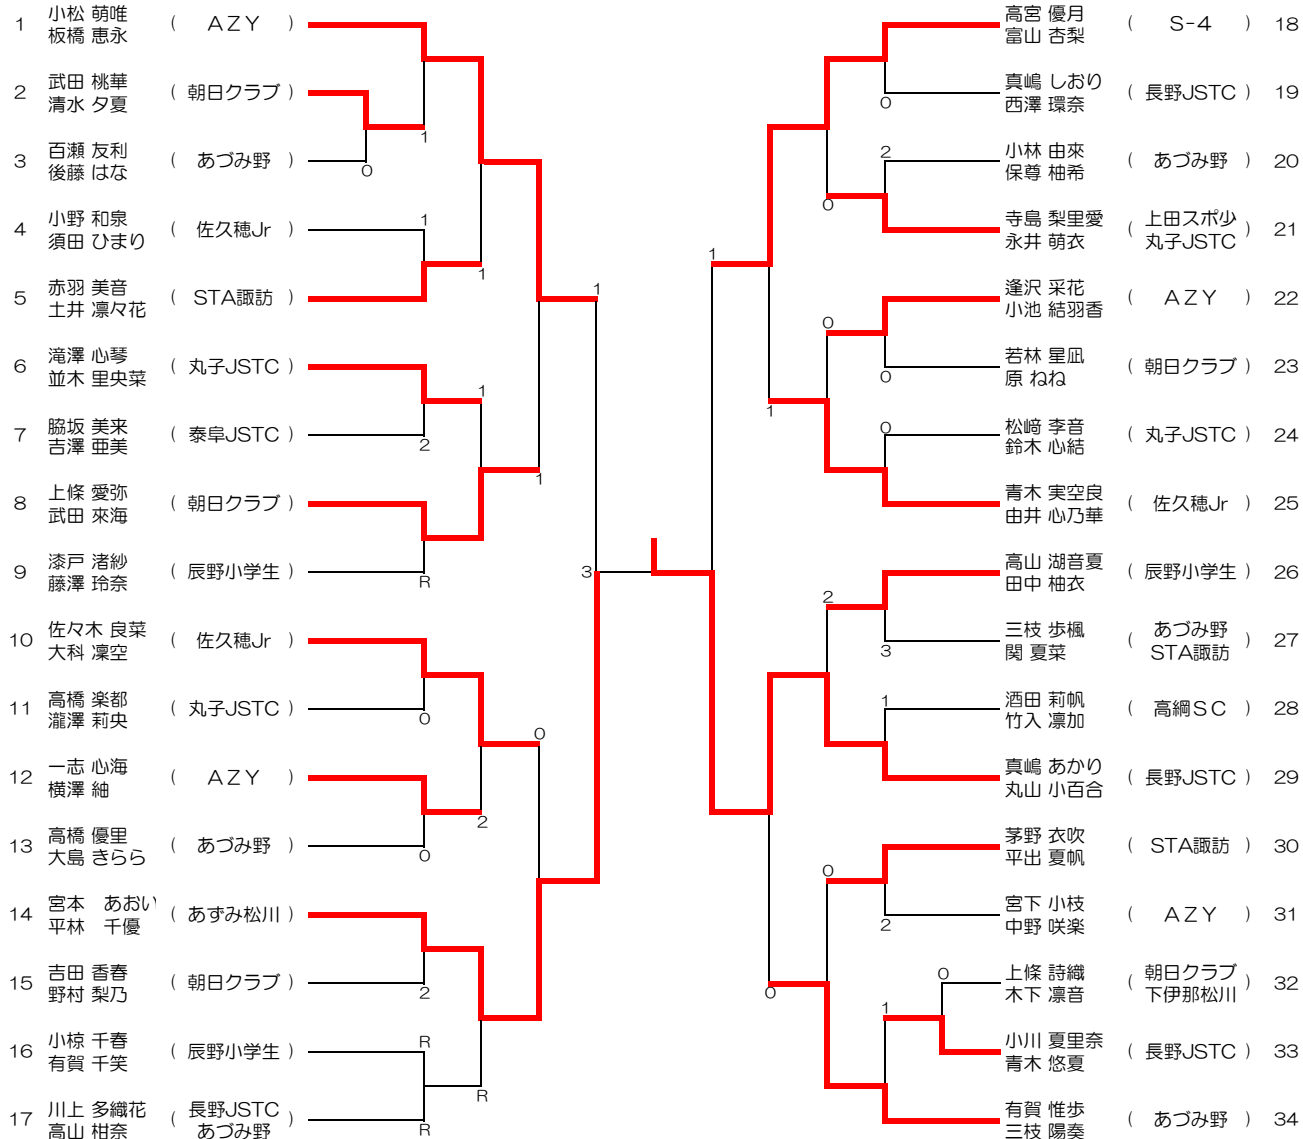 1 小松 萌唯 板橋 恵永 ( AZY )
2 武田 桃華 清水 夕夏 ( 朝日クラブ )
3 百瀬 友利 後藤 はな ( あづみ野 )
4 小野 和泉 須田 ひまり ( 佐久穂Jr )
5 赤羽 美音 土井 凛々花 ( STA諏訪 )
6 滝澤 心琴 並木 里央菜 ( 丸子JSTC )
7 脇坂 美来 吉澤 亜美 ( 泰阜JSTC )
8 上條 愛弥 武田 來海 ( 朝日クラブ )
9 漆戸 渚紗 藤澤 玲奈 ( 辰野小学生 )
10 佐々木 良菜 大科 凜空 ( 佐久穂Jr )
11 高橋 楽都 瀧澤 莉央 ( 丸子JSTC )
12 一志 心海 横澤 紬 ( AZY )
13 高橋 優里 大島 きらら ( あづみ野 )
14 宮本 あおい 平林 千優 ( あずみ松川 )
15 吉田 香春 野村 梨乃 ( 朝日クラブ )
16 小椋 千春 有賀 千笑 ( 辰野小学生 )
17 川上 多織花 高山 柑奈 ( 長野JSTC あづみ野 )
1
0
1
1
1
1
2
1
R
1
0
2
0
0
2
R
R
R
1
3
高宮 優月 富山 杏梨 ( S-4 ) 18
真嶋 しおり 西澤 環奈 ( 長野JSTC ) 19
小林 由來 保尊 柚希 ( あづみ野 ) 20
寺島 梨里愛 永井 萌衣 ( 上田スポ少 丸子JSTC ) 21
逢沢 采花 小池 結羽香 ( AZY ) 22
若林 星凪 原 ねね ( 朝日クラブ ) 23
松﨑 李音 鈴木 心結 ( 丸子JSTC ) 24
青木 実空良 由井 心乃華 ( 佐久穂Jr ) 25
高山 湖音夏 田中 柚衣 ( 辰野小学生 ) 26
三枝 歩楓 関 夏菜 ( あづみ野 STA諏訪 ) 27
酒田 莉帆 竹入 凛加 ( 高綱SC ) 28
真嶋 あかり 丸山 小百合 ( 長野JSTC ) 29
茅野 衣吹 平出 夏帆 ( STA諏訪 ) 30
宮下 小枝 中野 咲楽 ( AZY ) 31
上條 詩織 木下 凛音 ( 朝日クラブ 下伊那松川 ) 32
小川 夏里奈 青木 悠夏 ( 長野JSTC ) 33
有賀 惟歩 三枝 陽奏 ( あづみ野 ) 34
0
2
0
1
0
0
1
0
2
3
1
0
2
0
0
1